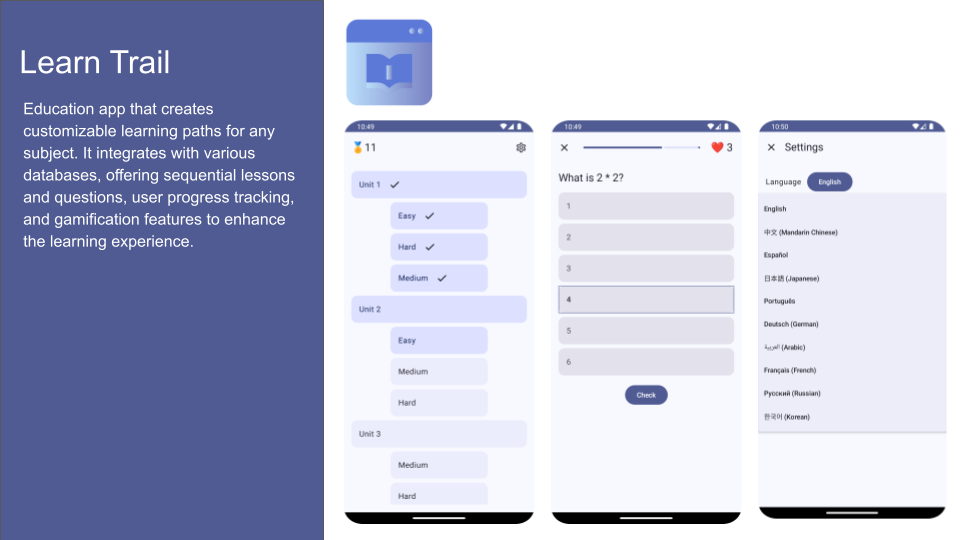 Learn Trail
Education app that creates
customizable learning paths for any
subject. It integrates with various
databases, offering sequential lessons
and questions, user progress tracking,
and gamification features to enhance
the learning experience.
10:49
11
Unit 1
Easy
Hard
Medium
Unit 2
Easy
Medium
Hard
Unit 3
Medium
Hard
10:49
3
What is 2 * 2?
1
2
3
4
5
6
Check
10:50
Settings
Language English
English
中文 (Mandarin Chinese)
Español
日本語 (Japanese)
Português
Deutsch (German)
العربية (Arabic)
Français (French)
Русский (Russian)
한국어 (Korean)